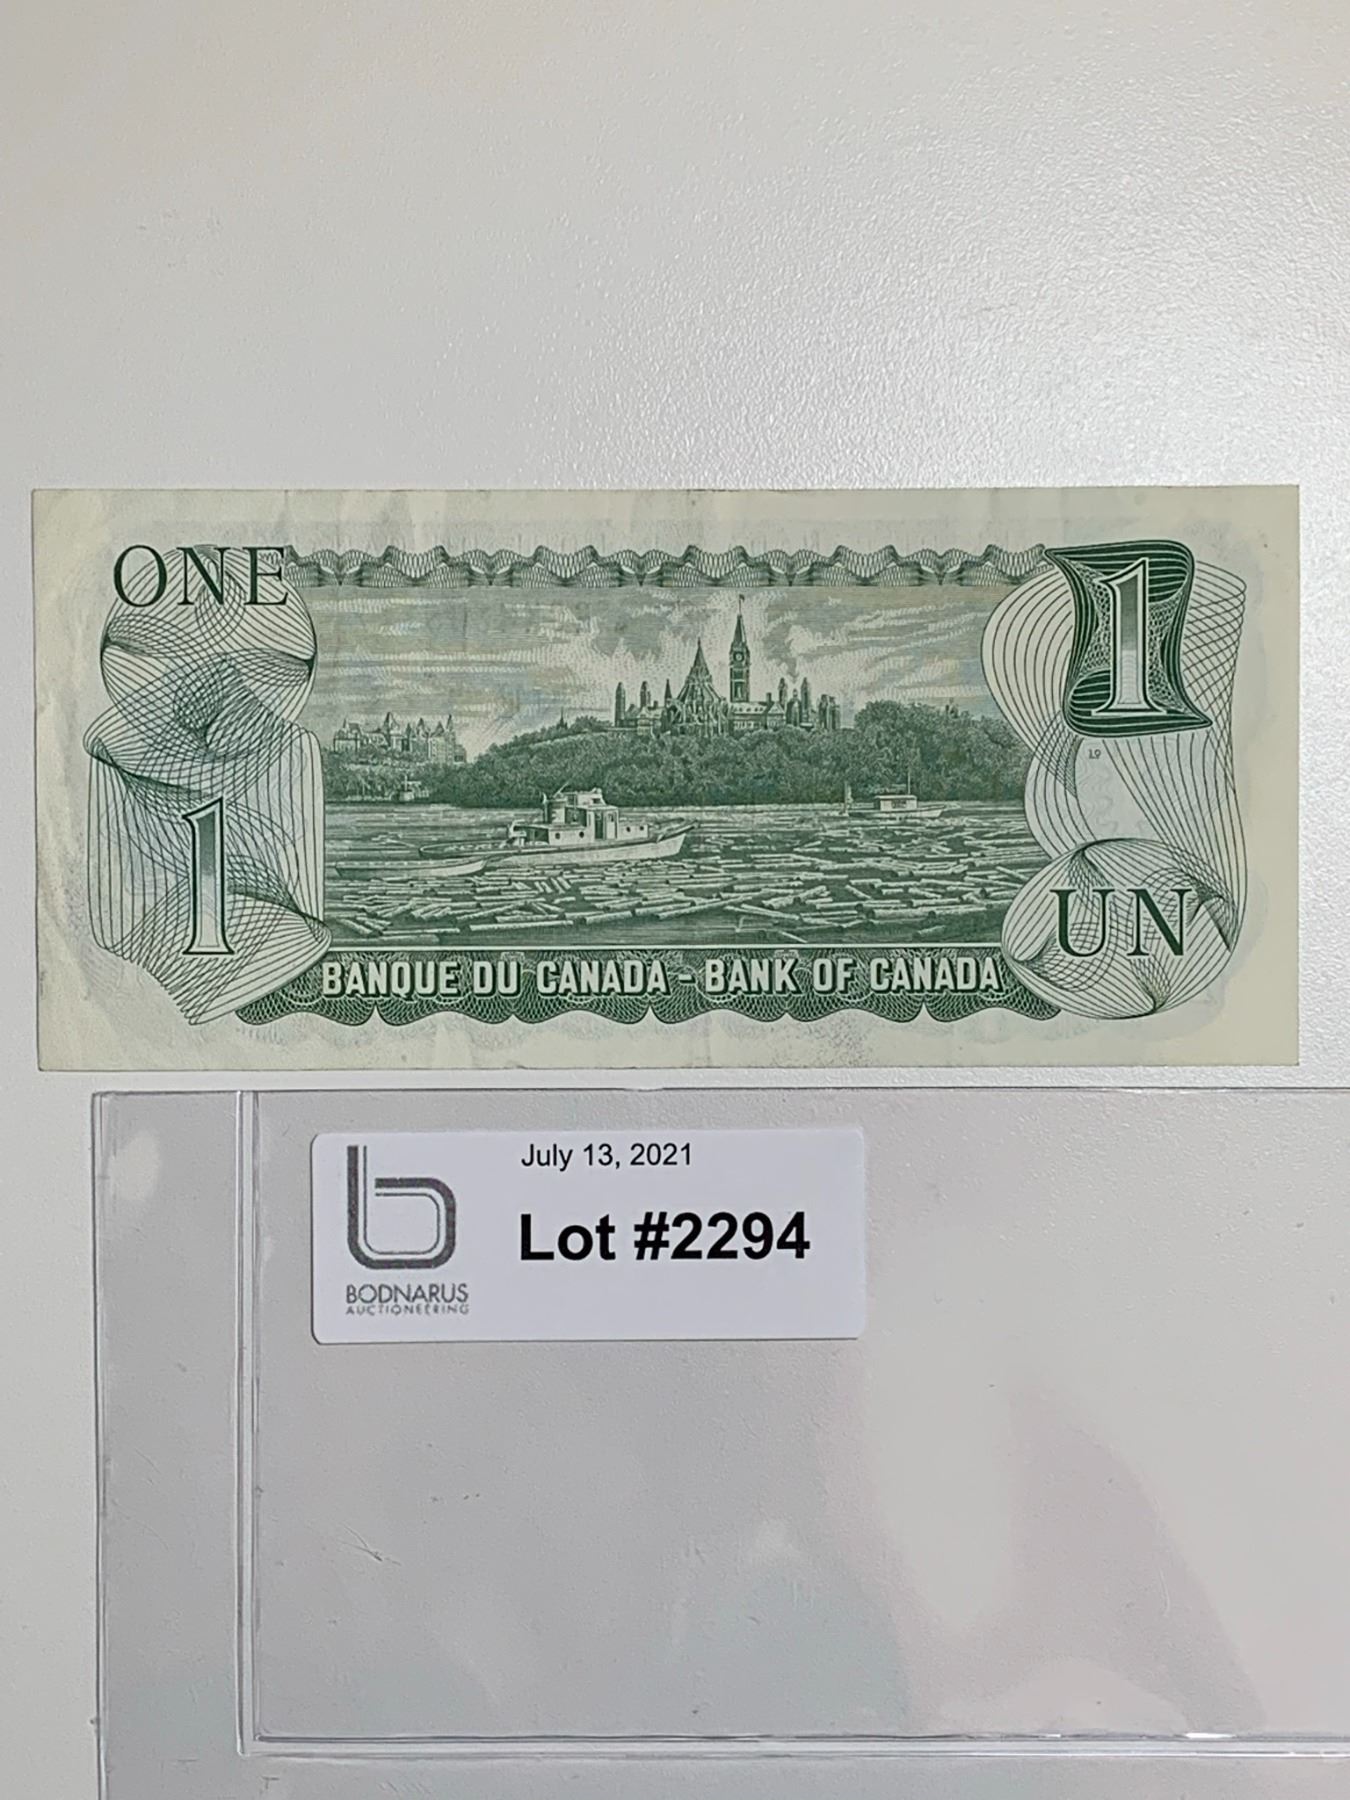 ONE
1
1
UN
BANQUE DU CANADA - BANK OF CANADA
July 13, 2021
Lot #2294
BODNARUS
AUCTIONEERING